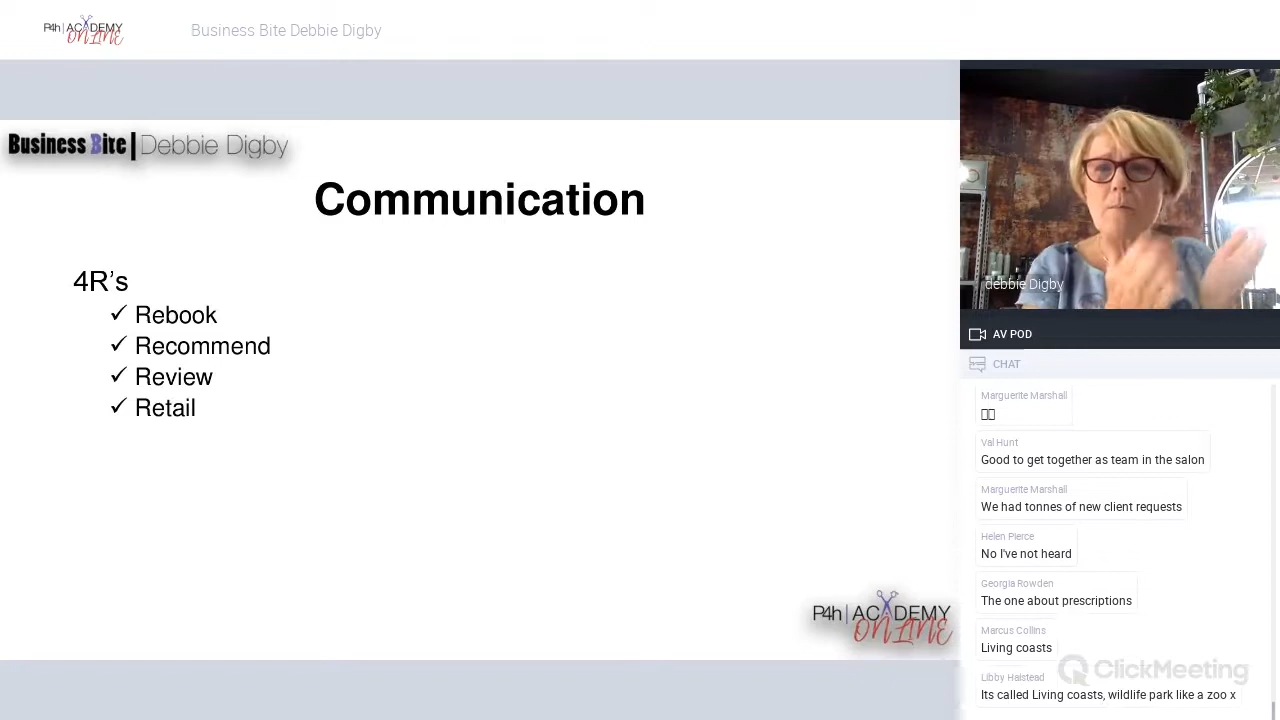 P4h | ACADEMY
ONLINE
Business Bite Debbie Digby
Business Bite | Debbie Digby
Communication
4R's
✓ Rebook
✓ Recommend
✓ Review
✓ Retail
P4h | ACADEMY
ONLINE
debbie Digby
AV POD
CHAT
Marguerite Marshall
Val Hunt
Good to get together as team in the salon
Marguerite Marshall
We had tonnes of new client requests
Helen Pierce
No I've not heard
Georgia Rowden
The one about prescriptions
Marcus Collins
Living coasts
ClickMeeting
Libby Halstead
Its called Living coasts, wildlife park like a zoo x